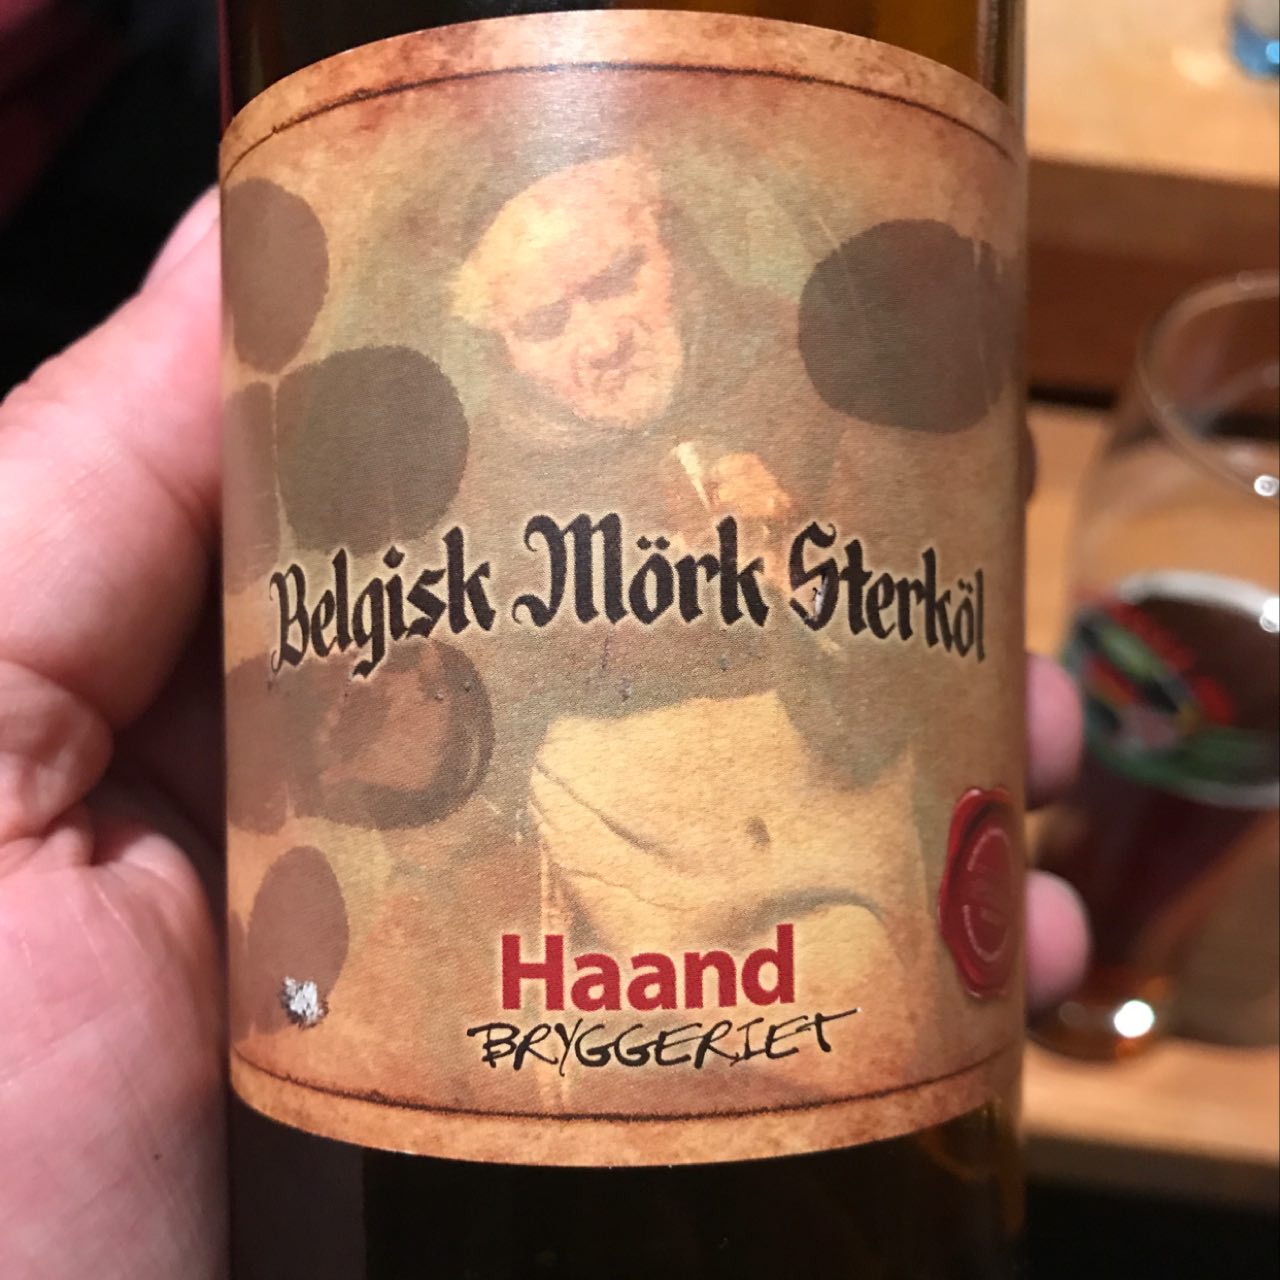 Belgisk Mörk Sterköl
Haand
BRYGGERIET